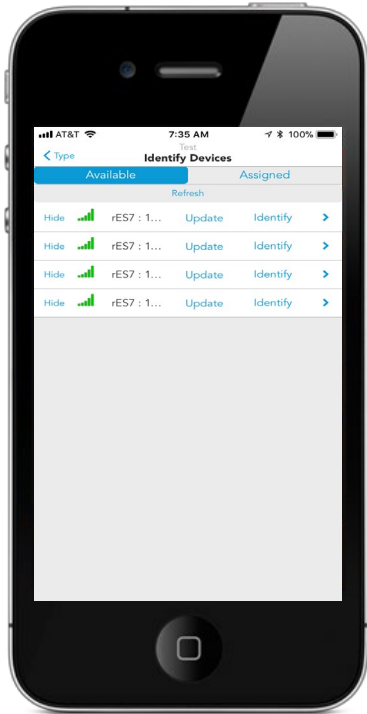 AT&T 7:35 AM 100%
Test
Type Identify Devices
Available Assigned
Refresh
Hide rES7 : 1... Update Identify
Hide rES7 : 1... Update Identify
Hide rES7 : 1... Update Identify
Hide rES7 : 1... Update Identify